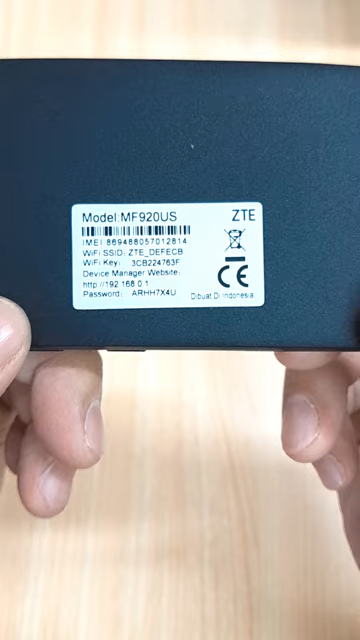 Model:MF920US
ZTE
IMEI 869488057012814
WiFi SSID: ZTE_DEFECB
WiFi Key: 3CB224763F
Device Manager Website:
http://192.168.0.1
Password: ARHH7X4U
CE
Dibuat Di Indonesia